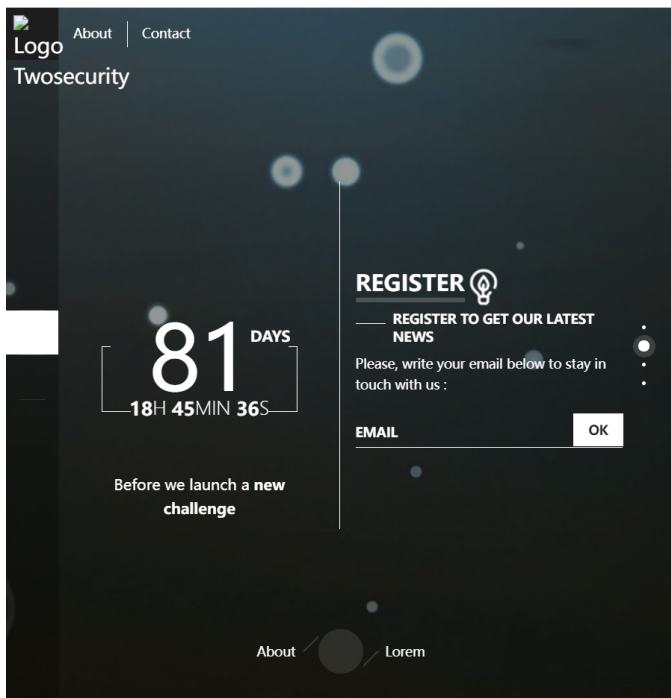 Logo
Twosecurity
About
Contact
81 DAYS
18H 45MIN 36S
Before we launch a new
challenge
REGISTER
REGISTER TO GET OUR LATEST
NEWS
Please, write your email below to stay in
touch with us :
EMAIL
OK
About
Lorem